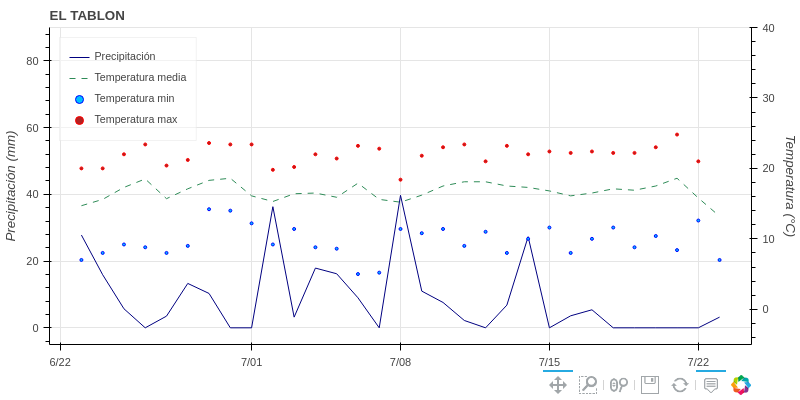 EL TABLON
Precipitación
Temperatura media
Temperatura min
Temperatura max
Precipitación (mm)
80
60
40
20
0
Temperatura (°C)
40
30
20
10
0
6/22
7/01
7/08
7/15
7/22